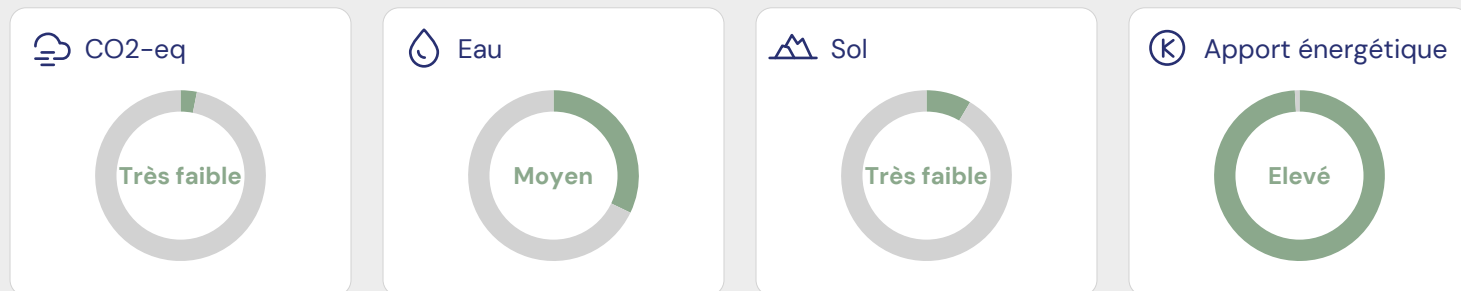 CO2-eq
Très faible
Eau
Moyen
Sol
Très faible
Apport énergétique
Elevé